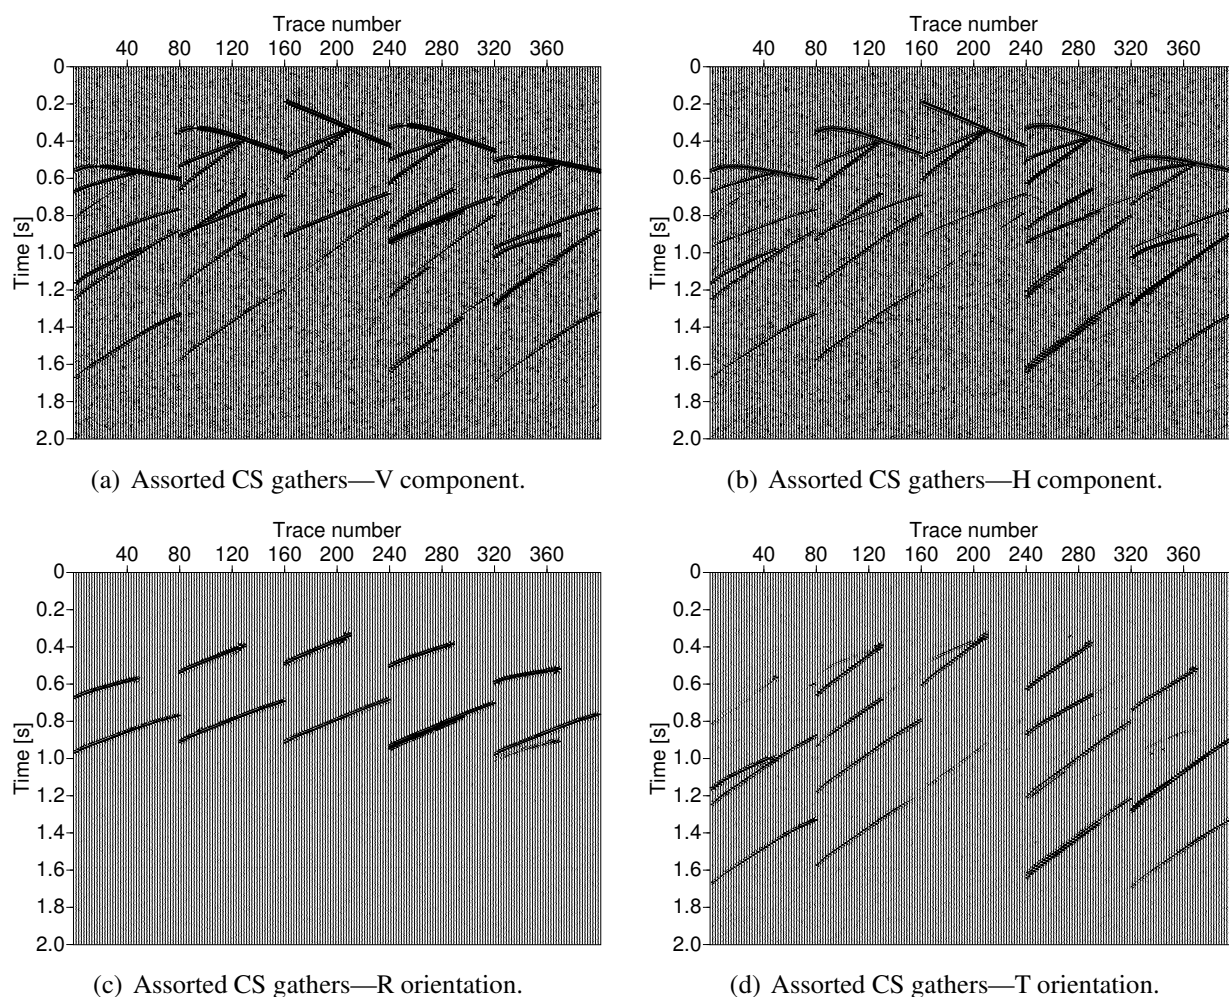 Trace number
40 80 120 160 200 240 280 320 360
0
0.2
0.4
0.6
0.8
1.0
1.2
1.4
1.6
1.8
2.0
Time [s]
(a) Assorted CS gathers—V component.
Trace number
40 80 120 160 200 240 280 320 360
0
0.2
0.4
0.6
0.8
1.0
1.2
1.4
1.6
1.8
2.0
Time [s]
(b) Assorted CS gathers—H component.
Trace number
40 80 120 160 200 240 280 320 360
0
0.2
0.4
0.6
0.8
1.0
1.2
1.4
1.6
1.8
2.0
Time [s]
(c) Assorted CS gathers—R orientation.
Trace number
40 80 120 160 200 240 280 320 360
0
0.2
0.4
0.6
0.8
1.0
1.2
1.4
1.6
1.8
2.0
Time [s]
(d) Assorted CS gathers—T orientation.